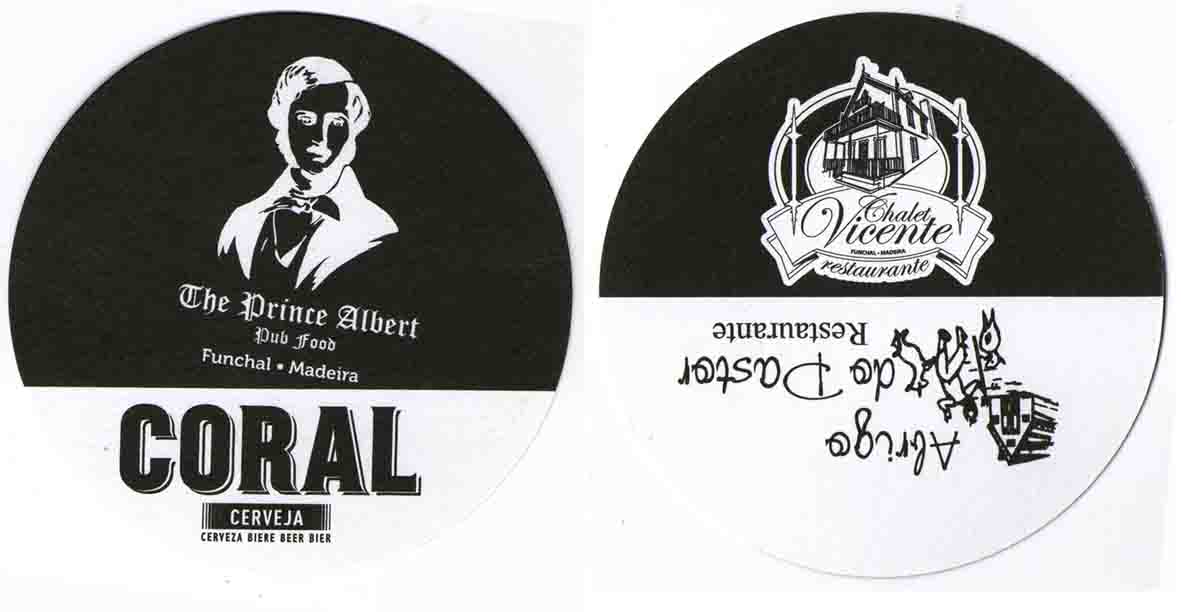 The Prince Albert
Pub Food
Funchal • Madeira
CORAL
CERVEJA
CERVEZA BIERE BEER BIER
Chalet
Vicente
FUNCHAL - MADEIRA
restaurante
Abrigo
do Pastor
Restaurante